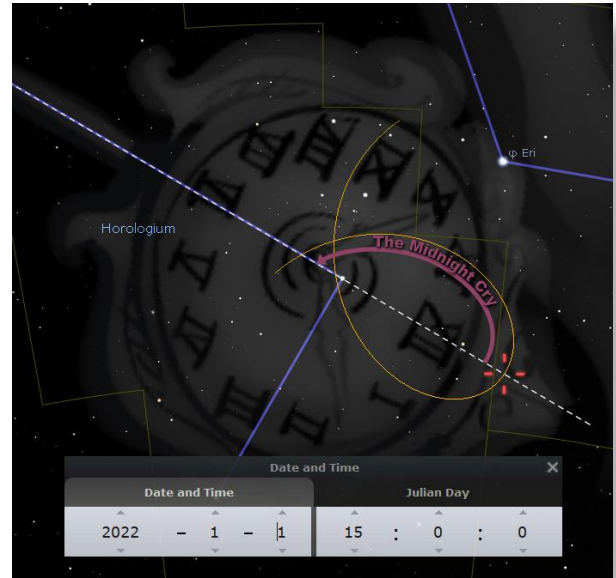 φ Eri
Horologium
The Midnight Cry
Date and Time ×
Date and Time Julian Day
2022 – 1 – 1 15 : 0 : 0